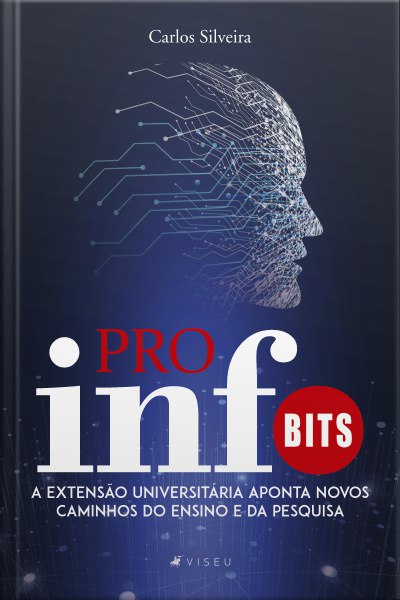 Carlos Silveira
PRO
inf
BITS
A EXTENSÃO UNIVERSITÁRIA APONTA NOVOS
CAMINHOS DO ENSINO E DA PESQUISA
VISEU